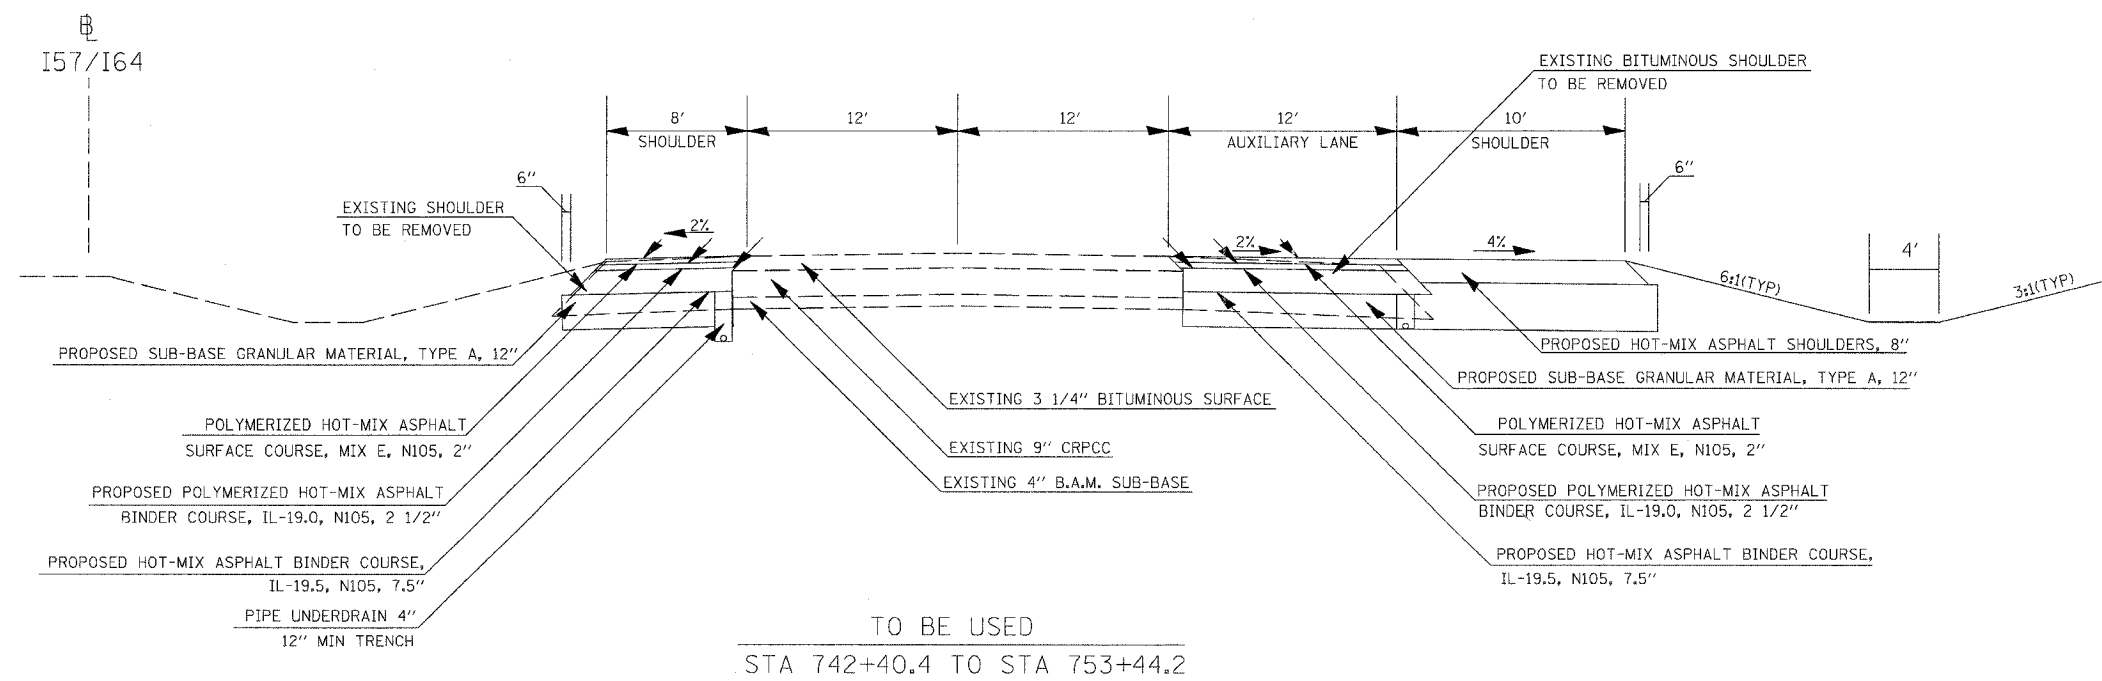 BL
I57/I64
8'
SHOULDER
12'
12'
12'
AUXILIARY LANE
10'
SHOULDER
EXISTING BITUMINOUS SHOULDER
TO BE REMOVED
6"
6"
EXISTING SHOULDER
TO BE REMOVED
2%
2%
4%
4'
6:1(TYP)
3:1(TYP)
PROPOSED SUB-BASE GRANULAR MATERIAL, TYPE A, 12"
POLYMERIZED HOT-MIX ASPHALT
SURFACE COURSE, MIX E, N105, 2"
PROPOSED POLYMERIZED HOT-MIX ASPHALT
BINDER COURSE, IL-19.0, N105, 2 1/2"
PROPOSED HOT-MIX ASPHALT BINDER COURSE,
IL-19.5, N105, 7.5"
PIPE UNDERDRAIN 4"
12" MIN TRENCH
EXISTING 3 1/4" BITUMINOUS SURFACE
EXISTING 9" CRPCC
EXISTING 4" B.A.M. SUB-BASE
PROPOSED HOT-MIX ASPHALT SHOULDERS, 8"
PROPOSED SUB-BASE GRANULAR MATERIAL, TYPE A, 12"
POLYMERIZED HOT-MIX ASPHALT
SURFACE COURSE, MIX E, N105, 2"
PROPOSED POLYMERIZED HOT-MIX ASPHALT
BINDER COURSE, IL-19.0, N105, 2 1/2"
PROPOSED HOT-MIX ASPHALT BINDER COURSE,
IL-19.5, N105, 7.5"
TO BE USED
STA 742+40.4 TO STA 753+44.2